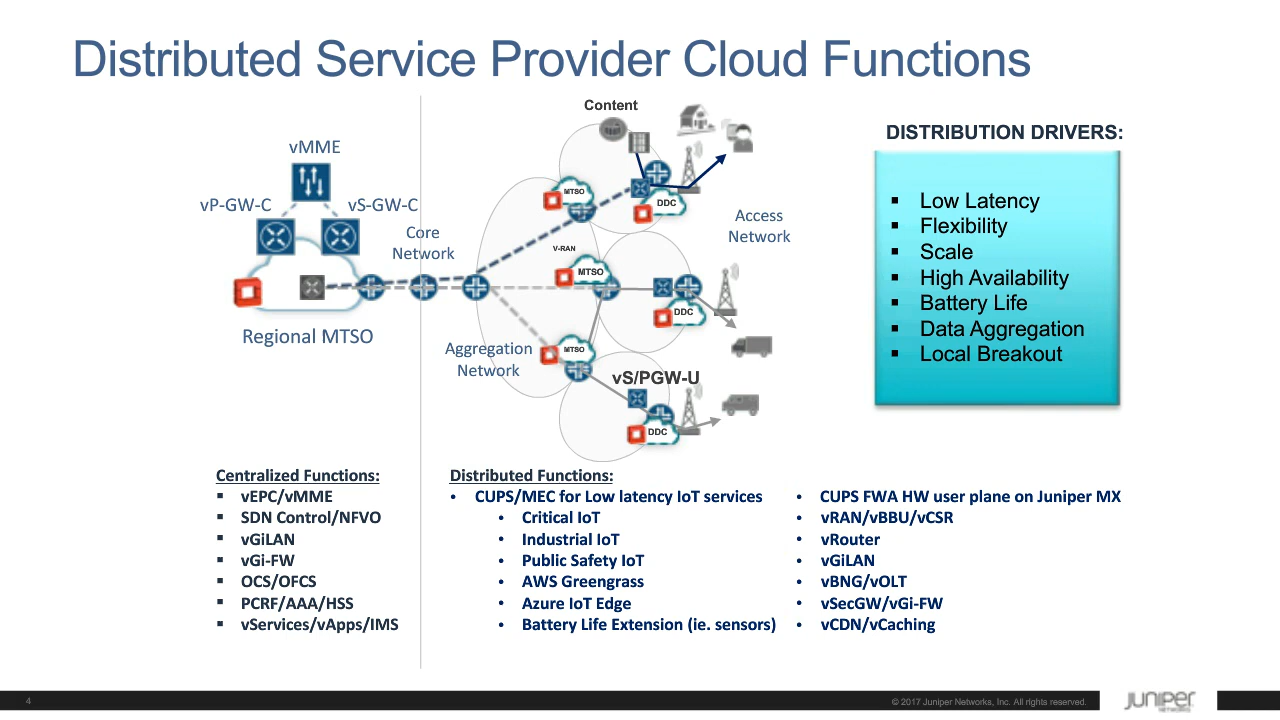 Distributed Service Provider Cloud Functions
Content
vMME
vP-GW-C
vS-GW-C
Core
Network
Regional MTSO
MTSO
DDC
Access
Network
V-RAN
MTSO
DDC
Aggregation
Network
MTSO
vS/PGW-U
DDC
DISTRIBUTION DRIVERS:
▪ Low Latency
▪ Flexibility
▪ Scale
▪ High Availability
▪ Battery Life
▪ Data Aggregation
▪ Local Breakout
Centralized Functions:
▪ vEPC/vMME
▪ SDN Control/NFVO
▪ vGiLAN
▪ vGi-FW
▪ OCS/OFCS
▪ PCRF/AAA/HSS
▪ vServices/vApps/IMS
Distributed Functions:
• CUPS/MEC for Low latency IoT services
• Critical IoT
• Industrial IoT
• Public Safety IoT
• AWS Greengrass
• Azure IoT Edge
• Battery Life Extension (ie. sensors)
• CUPS FWA HW user plane on Juniper MX
• vRAN/vBBU/vCSR
• vRouter
• vGiLAN
• vBNG/vOLT
• vSecGW/vGi-FW
• vCDN/vCaching
4
© 2017 Juniper Networks, Inc. All rights reserved.
JUNIPER
NETWORKS